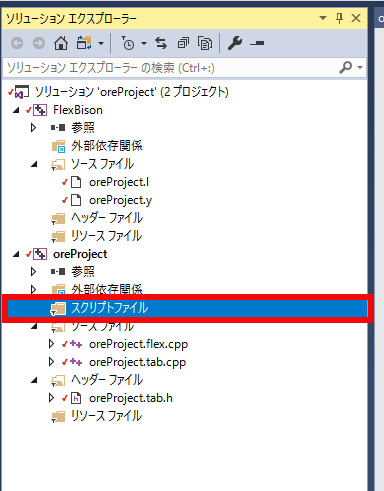 ソリューション エクスプローラー
ソリューション エクスプローラー の検索 (Ctrl+:)
ソリューション 'oreProject' (2 プロジェクト)
FlexBison
参照
外部依存関係
ソース ファイル
oreProject.l
oreProject.y
ヘッダー ファイル
リソース ファイル
oreProject
参照
外部依存関係
スクリプトファイル
ソース ファイル
oreProject.flex.cpp
oreProject.tab.cpp
ヘッダー ファイル
oreProject.tab.h
リソース ファイル